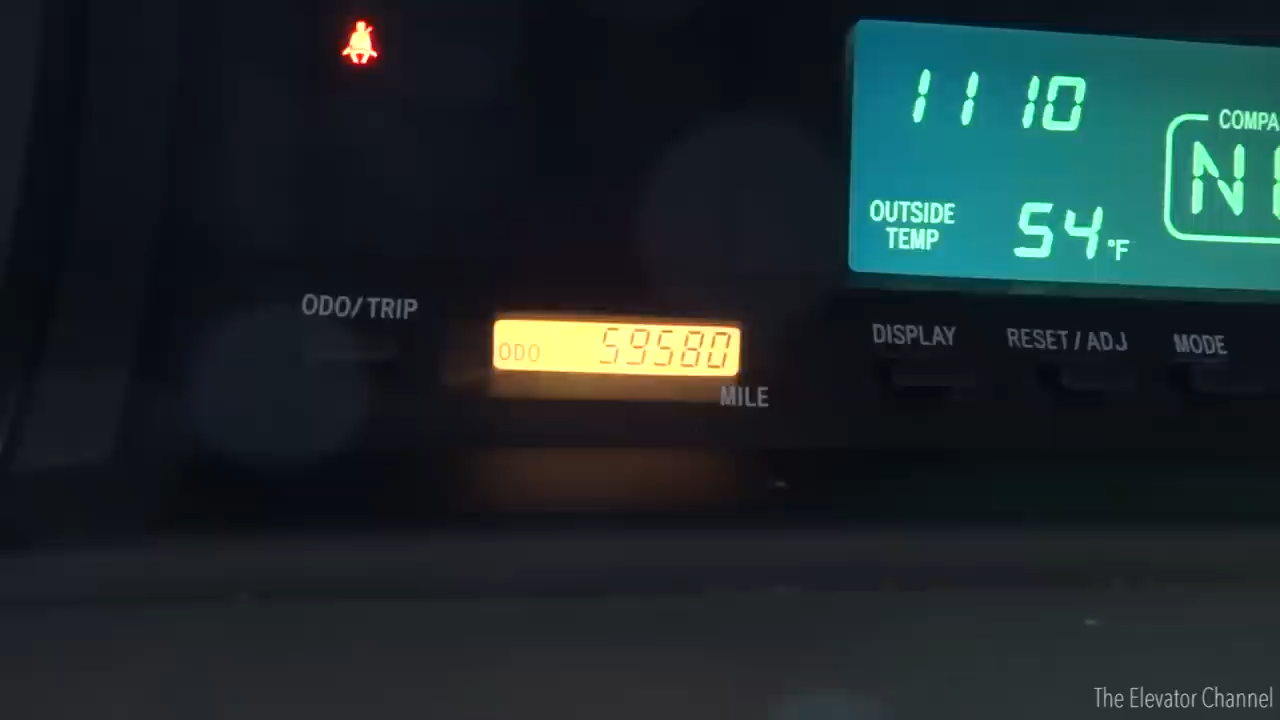 11 10
COMPA
N
OUTSIDE
TEMP
54 °F
ODO/TRIP
ODO 59580
MILE
DISPLAY
RESET / ADJ
MODE
The Elevator Channel